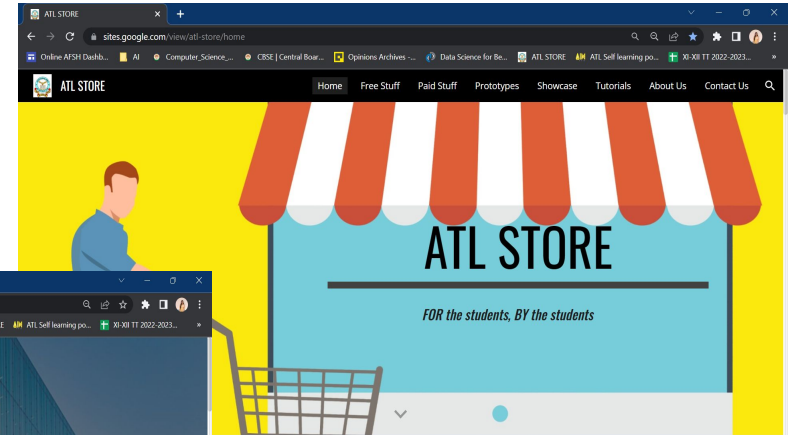 ATL STORE
sites.google.com/view/atl-store/home
Online AFSH Dashb... AI Computer_Science_... CBSE | Central Boar... Opinions Archives -... Data Science for Be... ATL STORE ATL Self learning po... XI-XII TT 2022-2023... »
ATL STORE Home Free Stuff Paid Stuff Prototypes Showcase Tutorials About Us Contact Us
ATL STORE
FOR the students, BY the students
E ATL Self learning po... XI-XII TT 2022-2023... »